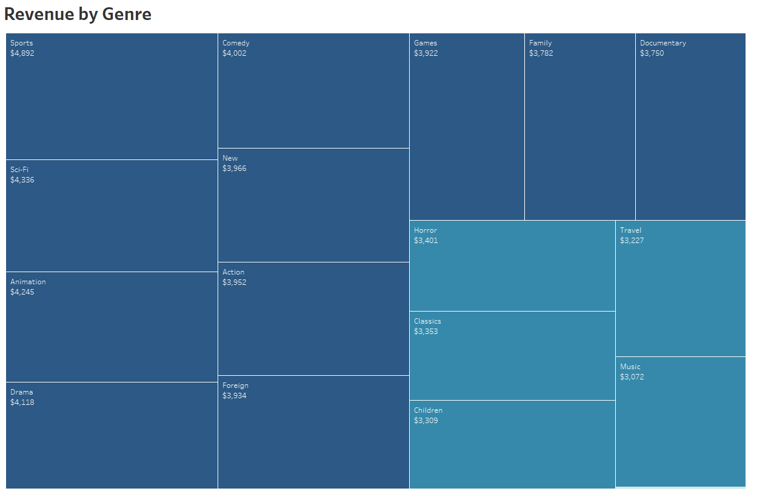 Revenue by Genre
Sports
$4,892
Sci-Fi
$4,336
Animation
$4,245
Drama
$4,118
Comedy
$4,002
New
$3,966
Action
$3,952
Foreign
$3,934
Games
$3,922
Family
$3,782
Documentary
$3,750
Horror
$3,401
Classics
$3,353
Children
$3,309
Travel
$3,227
Music
$3,072